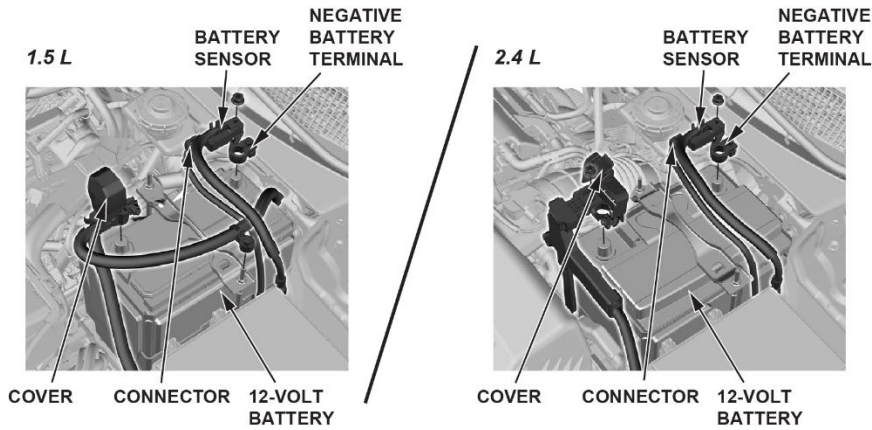 1.5 L
BATTERY
SENSOR
NEGATIVE
BATTERY
TERMINAL
COVER
CONNECTOR
12-VOLT
BATTERY
2.4 L
BATTERY
SENSOR
NEGATIVE
BATTERY
TERMINAL
COVER
CONNECTOR
12-VOLT
BATTERY